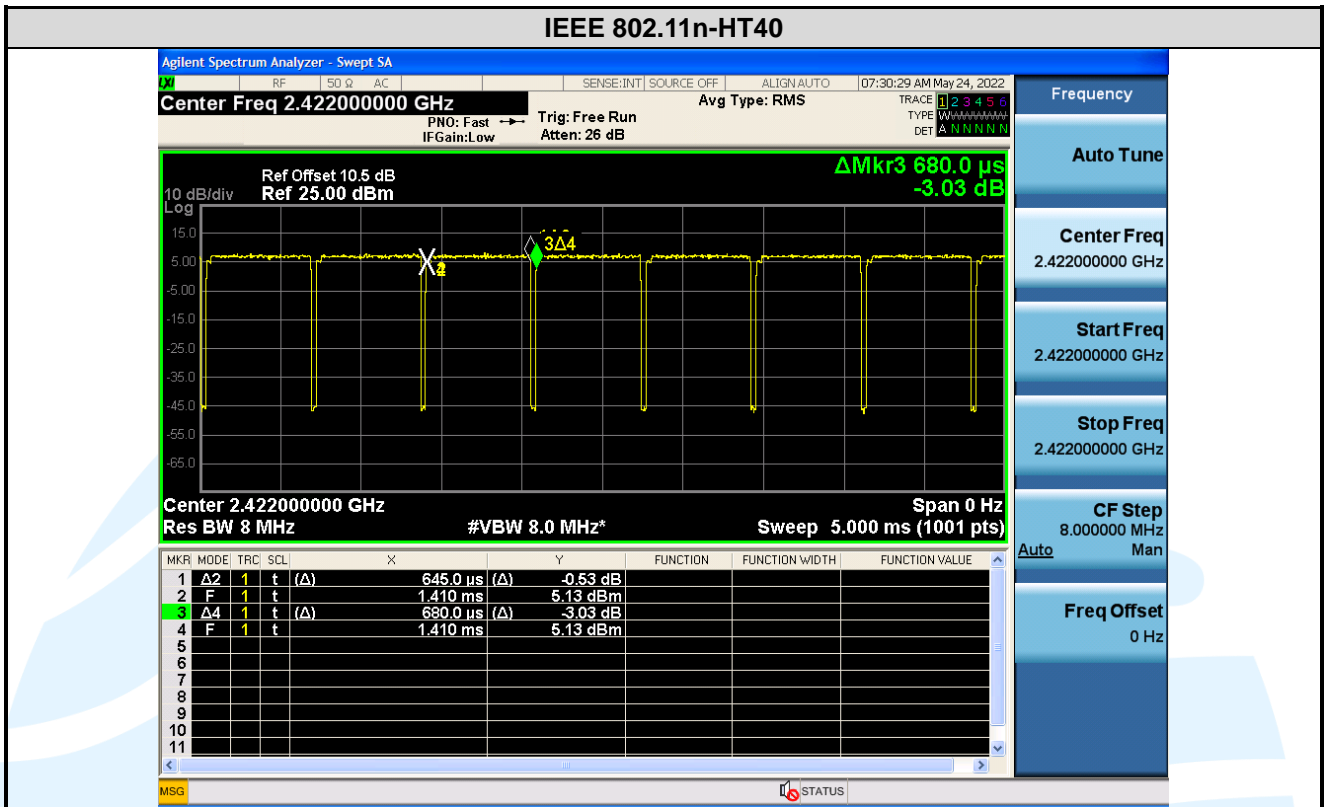 IEEE 802.11n-HT40
Agilent Spectrum Analyzer - Swept SA
LXI RF 50 Ω AC SENSE:INT SOURCE OFF ALIGN AUTO 07:30:29 AM May 24, 2022
Center Freq 2.422000000 GHz
PNO: Fast
IFGain:Low
Trig: Free Run
Atten: 26 dB
Avg Type: RMS
TRACE 1 2 3 4 5 6
TYPE WWWWWW
DET A N N N N N
ΔMkr3 680.0 µs
-3.03 dB
Ref Offset 10.5 dB
10 dB/div Ref 25.00 dBm
Log
15.0
5.00
-5.00
-15.0
-25.0
-35.0
-45.0
-55.0
-65.0
3Δ4
2
Center 2.422000000 GHz Span 0 Hz
Res BW 8 MHz #VBW 8.0 MHz* Sweep 5.000 ms (1001 pts)
MKR MODE TRC SCL X Y FUNCTION FUNCTION WIDTH FUNCTION VALUE
1 Δ2 1 t (Δ) 645.0 µs (Δ) -0.53 dB
2 F 1 t 1.410 ms 5.13 dBm
3 Δ4 1 t (Δ) 680.0 µs (Δ) -3.03 dB
4 F 1 t 1.410 ms 5.13 dBm
5
6
7
8
9
10
11
MSG STATUS
Frequency
Auto Tune
Center Freq
2.422000000 GHz
Start Freq
2.422000000 GHz
Stop Freq
2.422000000 GHz
CF Step
8.000000 MHz
Auto Man
Freq Offset
0 Hz